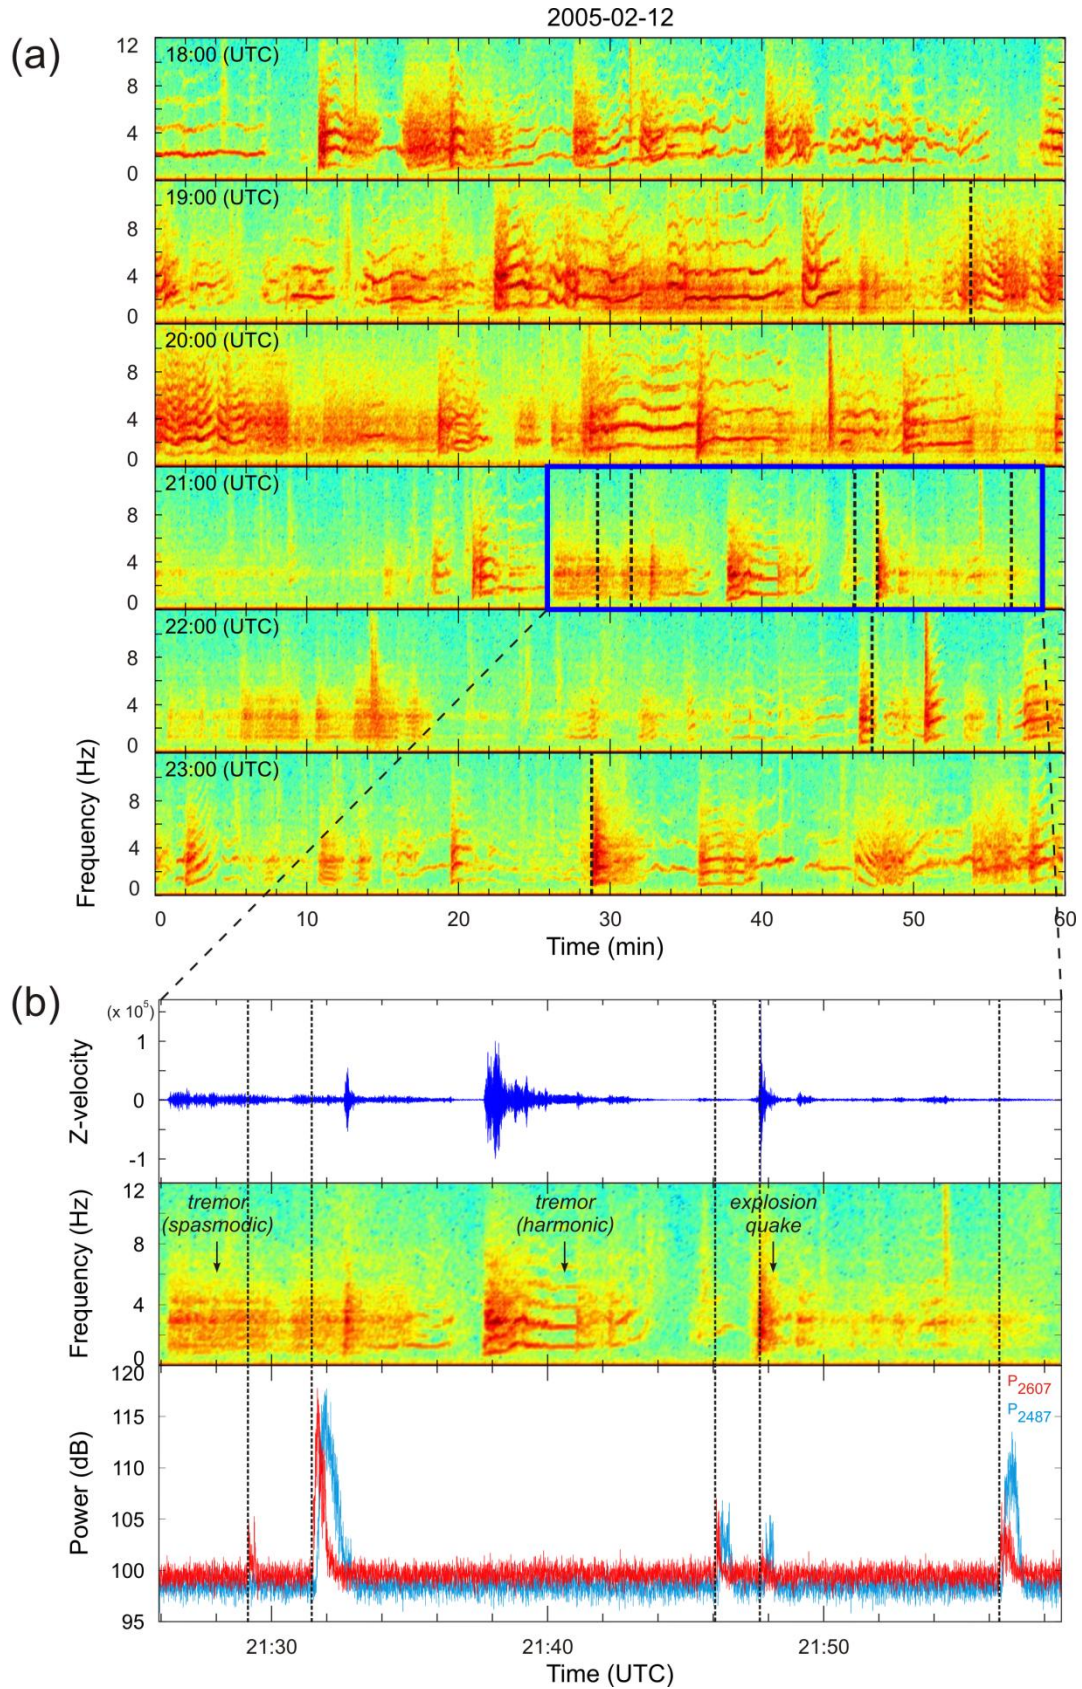 2005-02-12
(a)
12
18:00 (UTC)
8
4
0
19:00 (UTC)
8
4
0
20:00 (UTC)
8
4
0
21:00 (UTC)
8
4
0
22:00 (UTC)
8
4
0
23:00 (UTC)
8
4
0
Frequency (Hz)
0 10 20 30 40 50 60
Time (min)
(b)
(x 10⁵)
1
0
-1
Z-velocity
12
8
4
0
Frequency (Hz)
tremor
(spasmodic)
tremor
(harmonic)
explosion
quake
120
115
110
105
100
95
Power (dB)
P2607
P2487
21:30 21:40 21:50
Time (UTC)